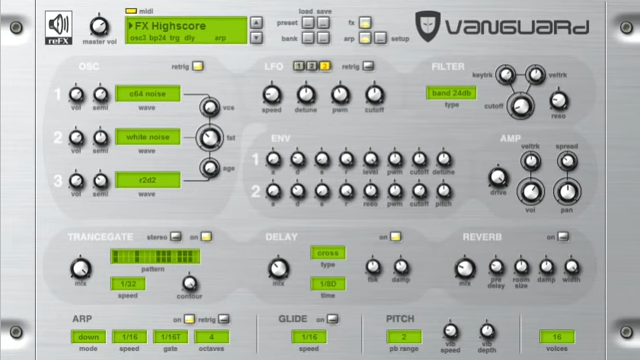 midi
FX Highscore
osc3 bp24 trg dly arp
load save
preset
bank
fx
arp
setup
VANGUARD
reFX
master vol
OSC
retrig
1
vol
semi
c64 noise
wave
vcs
2
vol
semi
white noise
wave
fat
3
vol
semi
r2d2
wave
age
LFO
1 2 3
retrig
speed
detune
pwm
cutoff
FILTER
keytrk
veltrk
band 24db
type
cutoff
reso
ENV
1
a d s r level pwm cutoff detune
2
a d s r reso pwm cutoff pitch
AMP
veltrk
spread
drive
vol
pan
TRANCEGATE
stereo
on
mix
pattern
1/32
speed
contour
DELAY
on
mix
cross
type
1/8D
time
fbk
damp
REVERB
on
mix
pre delay
room size
damp
width
ARP
on
retrig
down
mode
1/16
speed
1/16T
gate
4
octaves
GLIDE
on
1/16
speed
PITCH
2
pb range
vib speed
vib depth
16
voices